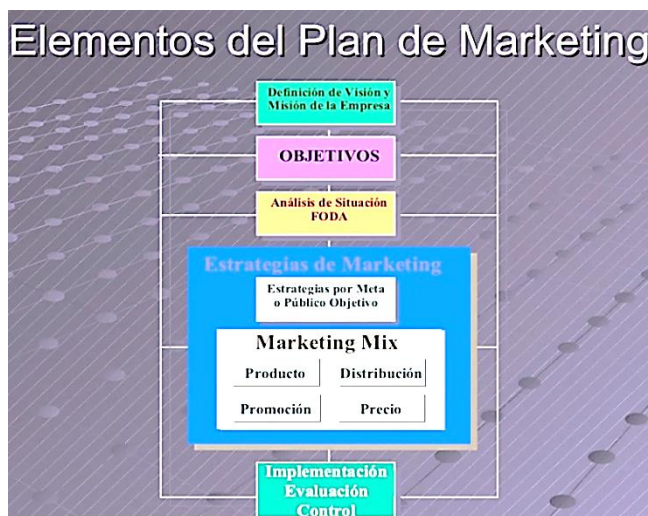 Elementos del Plan de Marketing
Definición de Visión y
Misión de la Empresa
OBJETIVOS
Análisis de Situación
FODA
Estrategias de Marketing
Estrategias por Meta
o Público Objetivo
Marketing Mix
Producto
Distribución
Promoción
Precio
Implementación
Evaluación
Control